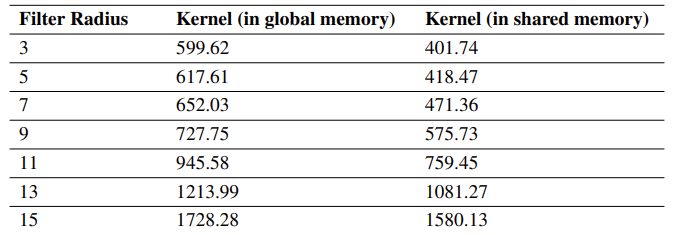 Filter Radius Kernel (in global memory) Kernel (in shared memory)
3 599.62 401.74
5 617.61 418.47
7 652.03 471.36
9 727.75 575.73
11 945.58 759.45
13 1213.99 1081.27
15 1728.28 1580.13